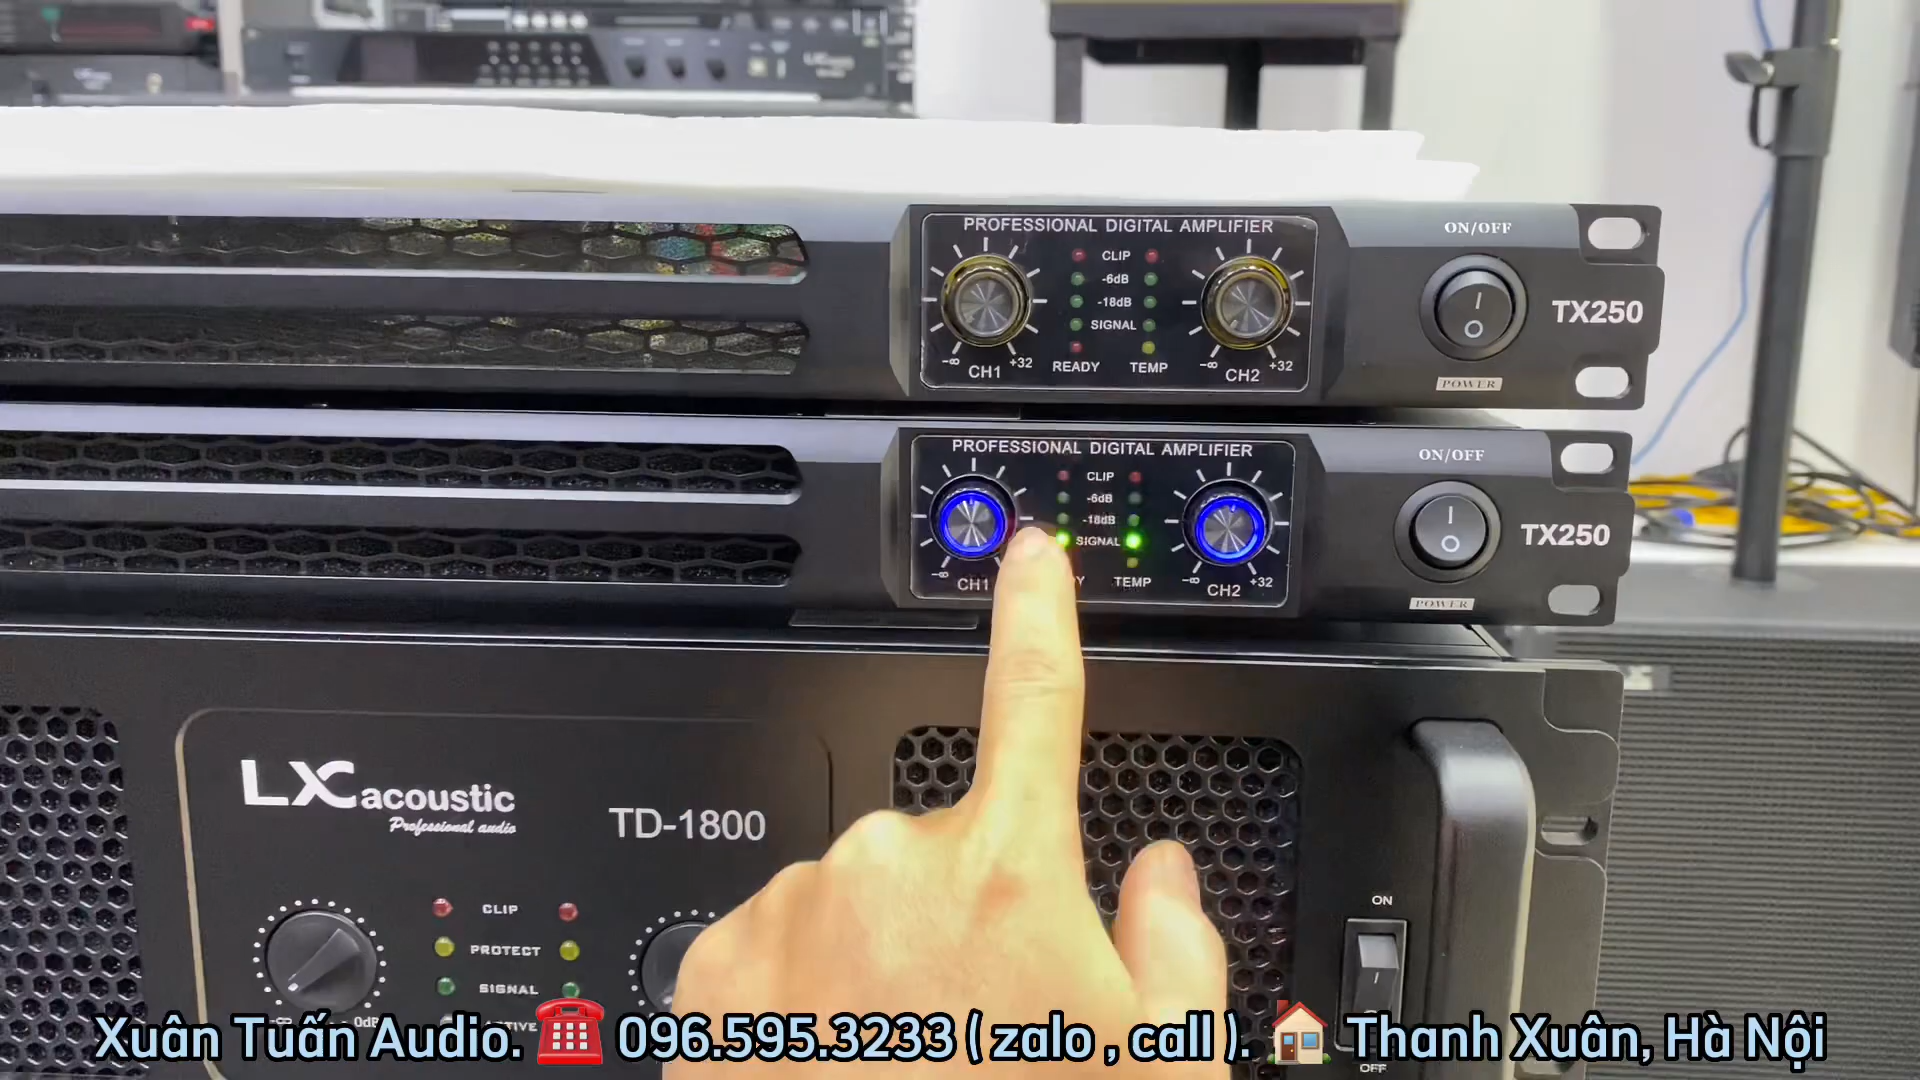 PROFESSIONAL DIGITAL AMPLIFIER
ON/OFF
CLIP
-6dB
-18dB
SIGNAL
TX250
-∞ CH1 +32 READY TEMP -∞ CH2 +32
POWER
PROFESSIONAL DIGITAL AMPLIFIER
ON/OFF
CLIP
-6dB
-18dB
SIGNAL
TX250
-∞ CH1 TEMP -∞ CH2 +32
POWER
LXC acoustic
Professional audio
TD-1800
ON
CLIP
PROTECT
SIGNAL
Xuân Tuấn Audio. ☎️ 096.595.3233 ( zalo , call ). 🏠 Thanh Xuân, Hà Nội
OFF